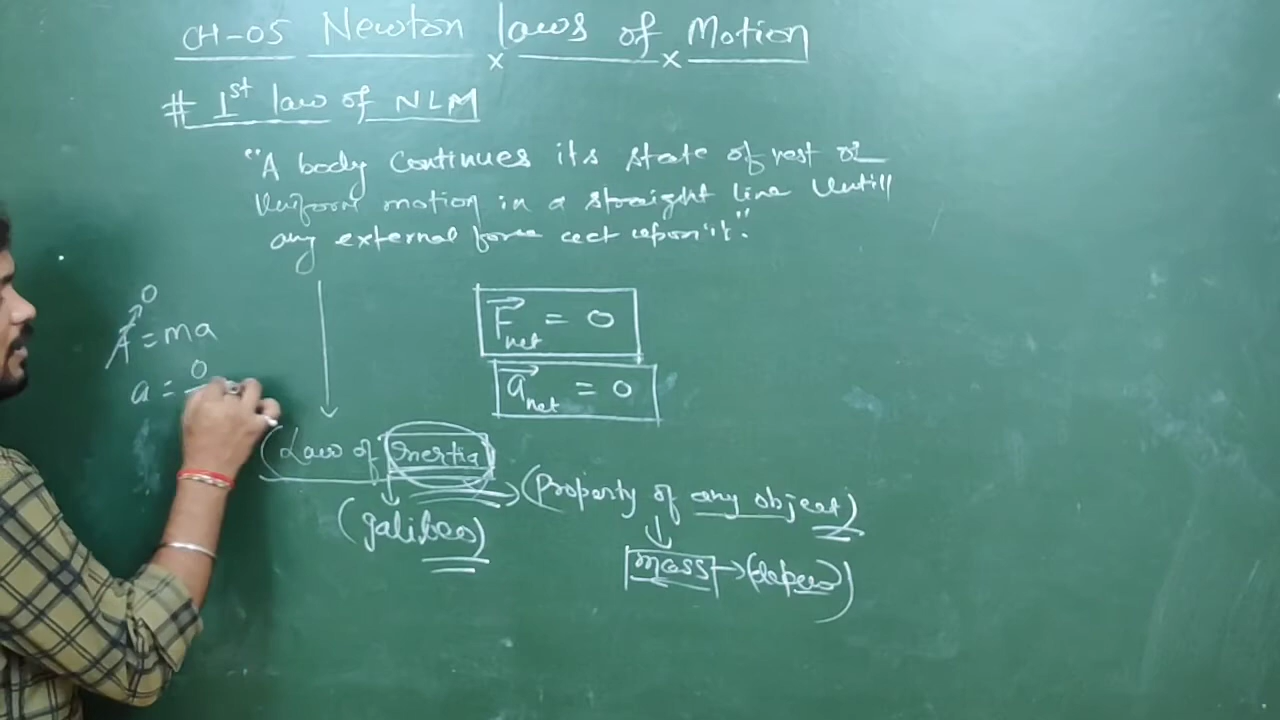 CH-05 Newton laws of Motion
# 1st law of NLM
"A body continues its state of rest or
Uniform motion in a straight line Untill
any external force act upon it".
F = ma
0
a = 0
F net = 0
a net = 0
(Law of Inertia)
(Property of any object)
(galileo)
mass → (depen)